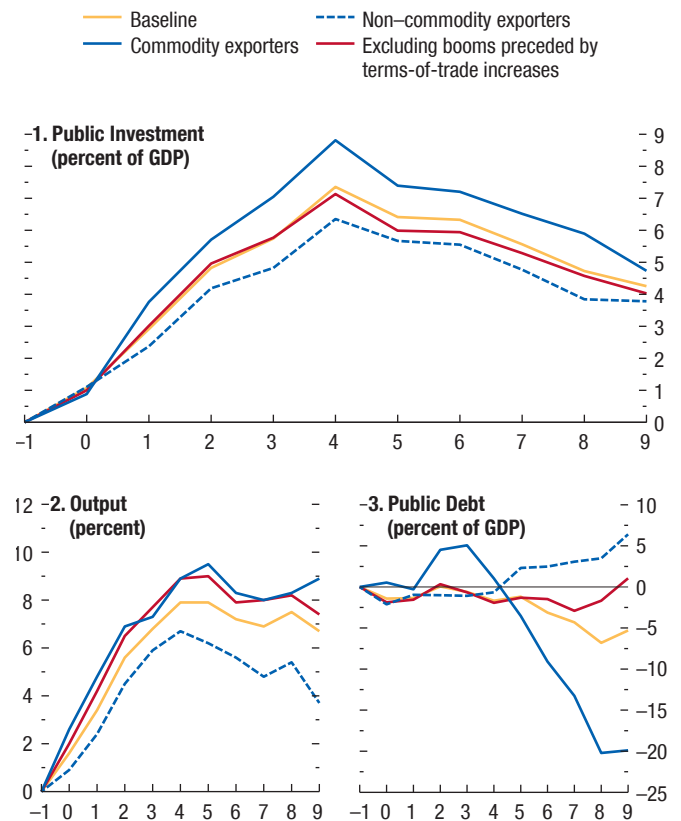 Baseline
Commodity exporters
Non–commodity exporters
Excluding booms preceded by
terms-of-trade increases
1. Public Investment
(percent of GDP)
9
8
7
6
5
4
3
2
1
0
–1 0 1 2 3 4 5 6 7 8 9
2. Output
(percent)
12
10
8
6
4
2
0
–1 0 1 2 3 4 5 6 7 8 9
3. Public Debt
(percent of GDP)
10
5
0
–5
–10
–15
–20
–25
–1 0 1 2 3 4 5 6 7 8 9